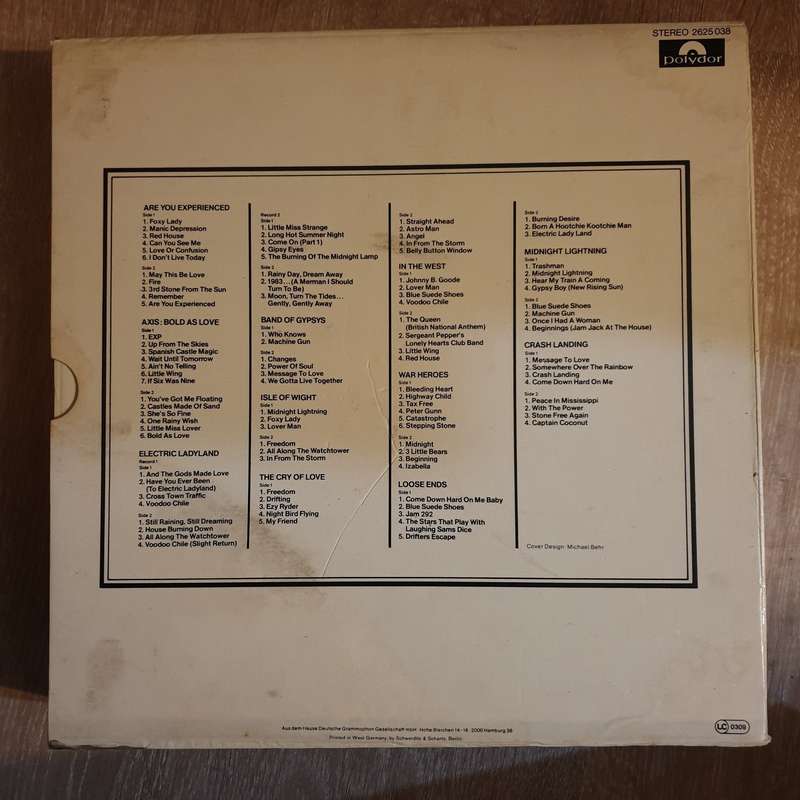 STEREO 2625 038
polydor
ARE YOU EXPERIENCED
Side 1
1. Foxy Lady
2. Manic Depression
3. Red House
4. Can You See Me
5. Love Or Confusion
6. I Don't Live Today
Side 2
1. May This Be Love
2. Fire
3. 3rd Stone From The Sun
4. Remember
5. Are You Experienced
AXIS: BOLD AS LOVE
Side 1
1. EXP
2. Up From The Skies
3. Spanish Castle Magic
4. Wait Until Tomorrow
5. Ain't No Telling
6. Little Wing
7. If Six Was Nine
Side 2
1. You've Got Me Floating
2. Castles Made Of Sand
3. She's So Fine
4. One Rainy Wish
5. Little Miss Lover
6. Bold As Love
ELECTRIC LADYLAND
Record 1
Side 1
1. And The Gods Made Love
2. Have You Ever Been
(To Electric Ladyland)
3. Cross Town Traffic
4. Voodoo Chile
Side 2
1. Still Raining, Still Dreaming
2. House Burning Down
3. All Along The Watchtower
4. Voodoo Chile (Slight Return)
Record 2
Side 1
1. Little Miss Strange
2. Long Hot Summer Night
3. Come On (Part 1)
4. Gipsy Eyes
5. The Burning Of The Midnight Lamp
Side 2
1. Rainy Day, Dream Away
2. 1983... (A Merman I Should
Turn To Be)
3. Moon, Turn The Tides...
Gently, Gently Away
BAND OF GYPSYS
Side 1
1. Who Knows
2. Machine Gun
Side 2
1. Changes
2. Power Of Soul
3. Message To Love
4. We Gotta Live Together
ISLE OF WIGHT
Side 1
1. Midnight Lightning
2. Foxy Lady
3. Lover Man
Side 2
1. Freedom
2. All Along The Watchtower
3. In From The Storm
THE CRY OF LOVE
Side 1
1. Freedom
2. Drifting
3. Ezy Ryder
4. Night Bird Flying
5. My Friend
Side 2
1. Straight Ahead
2. Astro Man
3. Angel
4. In From The Storm
5. Belly Button Window
IN THE WEST
Side 1
1. Johnny B. Goode
2. Lover Man
3. Blue Suede Shoes
4. Voodoo Chile
Side 2
1. The Queen
(British National Anthem)
2. Sergeant Pepper's
Lonely Hearts Club Band
3. Little Wing
4. Red House
WAR HEROES
Side 1
1. Bleeding Heart
2. Highway Child
3. Tax Free
4. Peter Gunn
5. Catastrophe
6. Stepping Stone
Side 2
1. Midnight
2. 3 Little Bears
3. Beginning
4. Izabella
LOOSE ENDS
Side 1
1. Come Down Hard On Me Baby
2. Blue Suede Shoes
3. Jam 292
4. The Stars That Play With
Laughing Sams Dice
5. Drifters Escape
Side 2
1. Burning Desire
2. Born A Hootchie Kootchie Man
3. Electric Lady Land
MIDNIGHT LIGHTNING
Side 1
1. Trashman
2. Midnight Lightning
3. Hear My Train A Coming
4. Gypsy Boy (New Rising Sun)
Side 2
1. Blue Suede Shoes
2. Machine Gun
3. Once I Had A Woman
4. Beginnings (Jam Jack At The House)
CRASH LANDING
Side 1
1. Message To Love
2. Somewhere Over The Rainbow
3. Crash Landing
4. Come Down Hard On Me
Side 2
1. Peace In Mississippi
2. With The Power
3. Stone Free Again
4. Captain Coconut
Cover Design: Michael Behr
Aus dem Hause Deutsche Grammophon Gesellschaft mbH Hohe Bleichen 14-16 2000 Hamburg 36
Printed in West Germany, by Schwerdtle & Schanz, Berlin
LC 0309